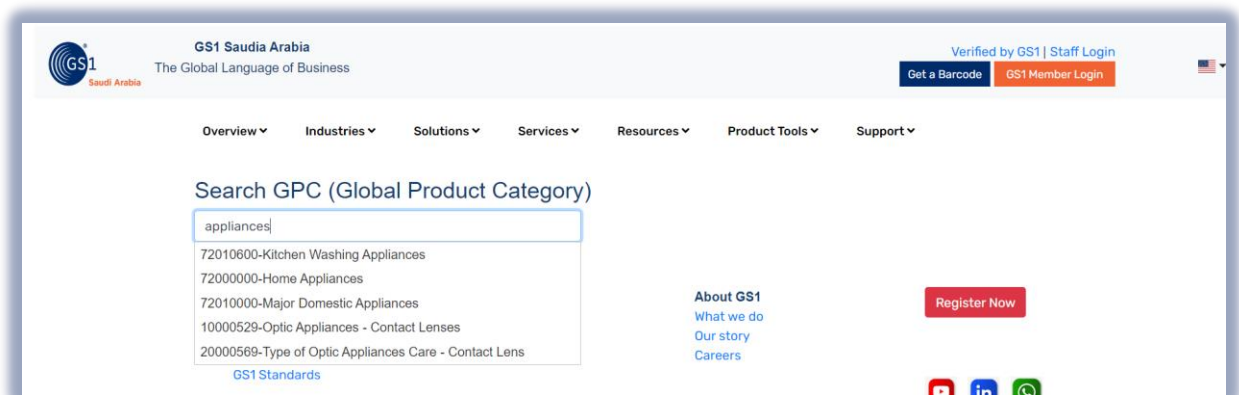 GS1
Saudi Arabia
GS1 Saudia Arabia
The Global Language of Business
Verified by GS1 | Staff Login
Get a Barcode
GS1 Member Login
Overview
Industries
Solutions
Services
Resources
Product Tools
Support
Search GPC (Global Product Category)
appliances
72010600-Kitchen Washing Appliances
72000000-Home Appliances
72010000-Major Domestic Appliances
10000529-Optic Appliances - Contact Lenses
20000569-Type of Optic Appliances Care - Contact Lens
GS1 Standards
About GS1
What we do
Our story
Careers
Register Now
in